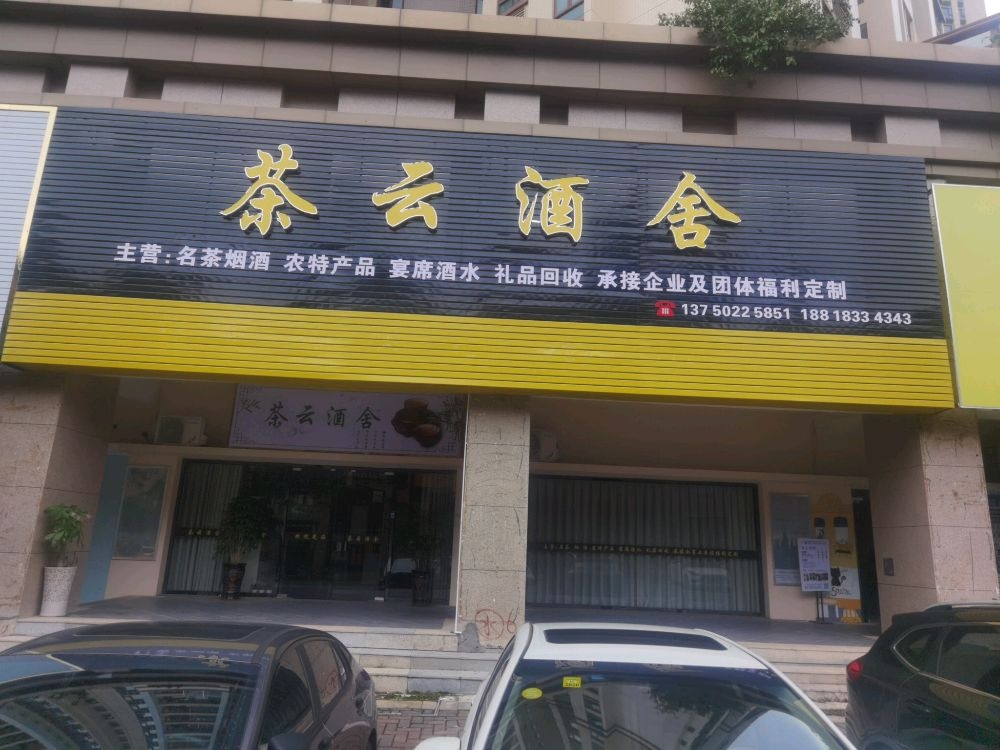 茶云酒舍
主营:名茶烟酒 农特产品 宴席酒水 礼品回收 承接企业及团体福利定制
☎ 137 5022 5851 188 1833 4343
茶云酒舍
水 06